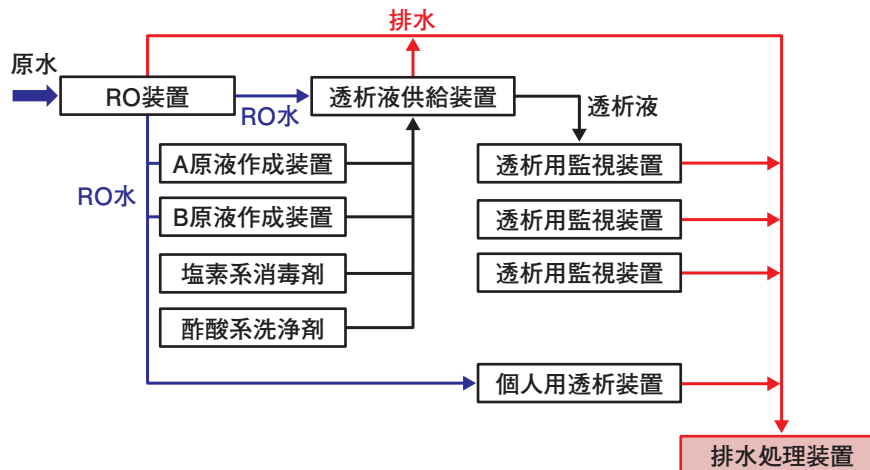 排水
原水
RO装置
RO水
透析液供給装置
透析液
A原液作成装置
透析用監視装置
RO水
B原液作成装置
透析用監視装置
塩素系消毒剤
透析用監視装置
酢酸系洗浄剤
個人用透析装置
排水処理装置